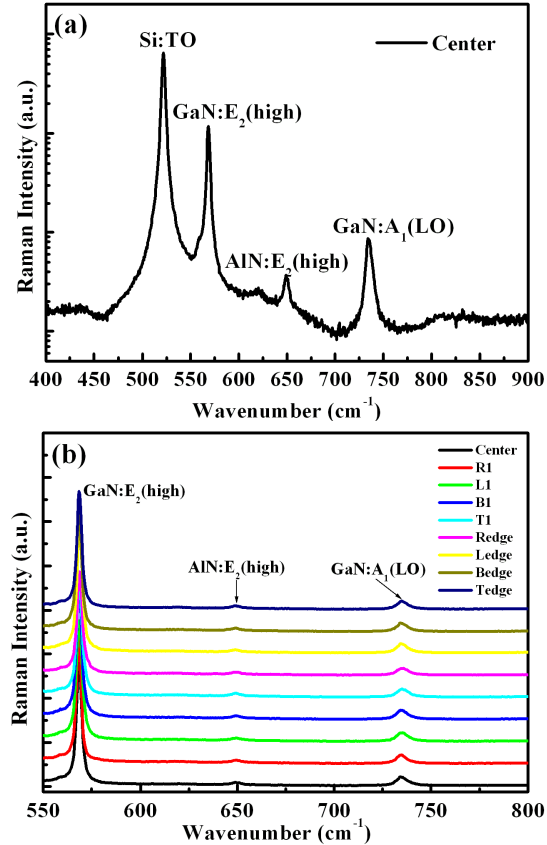 (a)
Si:TO
Center
GaN:E₂(high)
GaN:A₁(LO)
AlN:E₂(high)
Raman Intensity (a.u.)
400 450 500 550 600 650 700 750 800 850 900
Wavenumber (cm⁻¹)
(b)
GaN:E₂(high)
AlN:E₂(high)
GaN:A₁(LO)
Center
R1
L1
B1
T1
Redge
Ledge
Bedge
Tedge
Raman Intensity (a.u.)
550 600 650 700 750 800
Wavenumber (cm⁻¹)